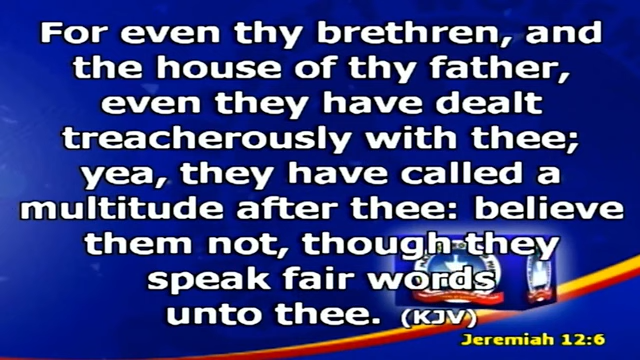 For even thy brethren, and
the house of thy father,
even they have dealt
treacherously with thee;
yea, they have called a
multitude after thee: believe
them not, though they
speak fair words
unto thee. (KJV)
Jeremiah 12:6